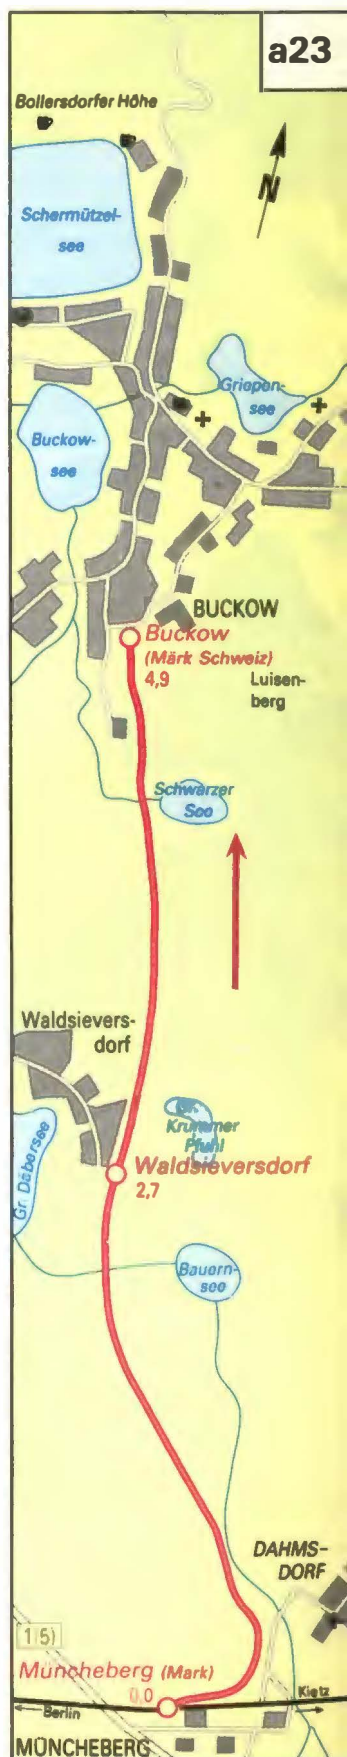 a23
Bollersdorfer Höhe
Schermützel-
see
N
Griepen-
see
Buckow-
see
BUCKOW
Buckow
(Märk Schweiz)
4,9
Luisen-
berg
Schwarzer
See
Waldsievers-
dorf
Krummer
Pfuhl
Gr. Däbersee
Waldsieversdorf
2,7
Bauern-
see
DAHMS-
DORF
15)
Müncheberg (Mark)
0,0
Berlin
Kietz
MÜNCHEBERG